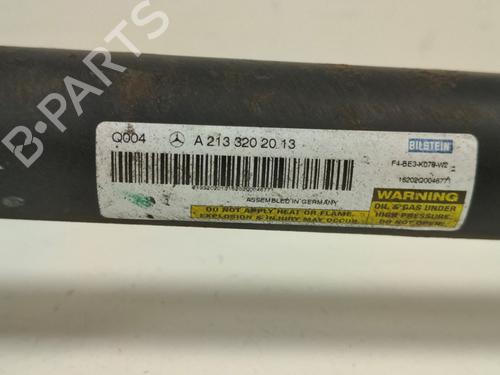 B-PARTS
Q004 A 213 320 20 13
BILSTEIN
F4-BE3-K078-W2
ASSEMBLED IN GERMANY
DO NOT APPLY HEAT OR FLAME.
EXPLOSION & INJURY MAY OCCUR.
WARNING
OIL & GAS UNDER
HIGH PRESSURE.
DO NOT OPEN.